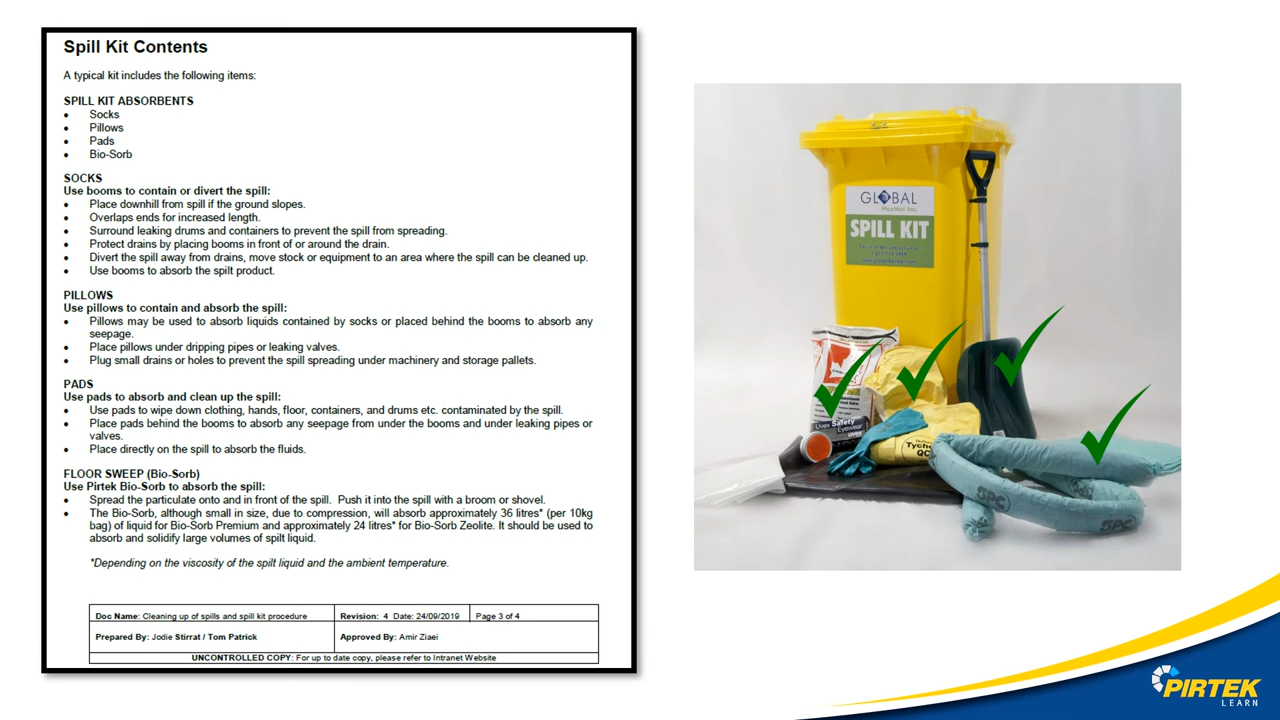 Spill Kit Contents
A typical kit includes the following items:
SPILL KIT ABSORBENTS
• Socks
• Pillows
• Pads
• Bio-Sorb
SOCKS
Use booms to contain or divert the spill:
• Place downhill from spill if the ground slopes.
• Overlaps ends for increased length.
• Surround leaking drums and containers to prevent the spill from spreading.
• Protect drains by placing booms in front of or around the drain.
• Divert the spill away from drains, move stock or equipment to an area where the spill can be cleaned up.
• Use booms to absorb the spilt product.
PILLOWS
Use pillows to contain and absorb the spill:
• Pillows may be used to absorb liquids contained by socks or placed behind the booms to absorb any
seepage.
• Place pillows under dripping pipes or leaking valves.
• Plug small drains or holes to prevent the spill spreading under machinery and storage pallets.
PADS
Use pads to absorb and clean up the spill:
• Use pads to wipe down clothing, hands, floor, containers, and drums etc. contaminated by the spill.
• Place pads behind the booms to absorb any seepage from under the booms and under leaking pipes or
valves.
• Place directly on the spill to absorb the fluids.
FLOOR SWEEP (Bio-Sorb)
Use Pirtek Bio-Sorb to absorb the spill:
• Spread the particulate onto and in front of the spill. Push it into the spill with a broom or shovel.
• The Bio-Sorb, although small in size, due to compression, will absorb approximately 36 litres* (per 10kg
bag) of liquid for Bio-Sorb Premium and approximately 24 litres* for Bio-Sorb Zeolite. It should be used to
absorb and solidify large volumes of spilt liquid.
*Depending on the viscosity of the spilt liquid and the ambient temperature.
Doc Name: Cleaning up of spills and spill kit procedure
Revision: 4 Date: 24/09/2019
Page 3 of 4
Prepared By: Jodie Stirrat / Tom Patrick
Approved By: Amir Ziaei
UNCONTROLLED COPY: For up to date copy, please refer to Intranet Website
GLOBAL
HazMat Inc.
SPILL KIT
Uvex Safety
Eyewear
UVEX
Tych
QC
SPC
SPC
PIRTEK
LEARN